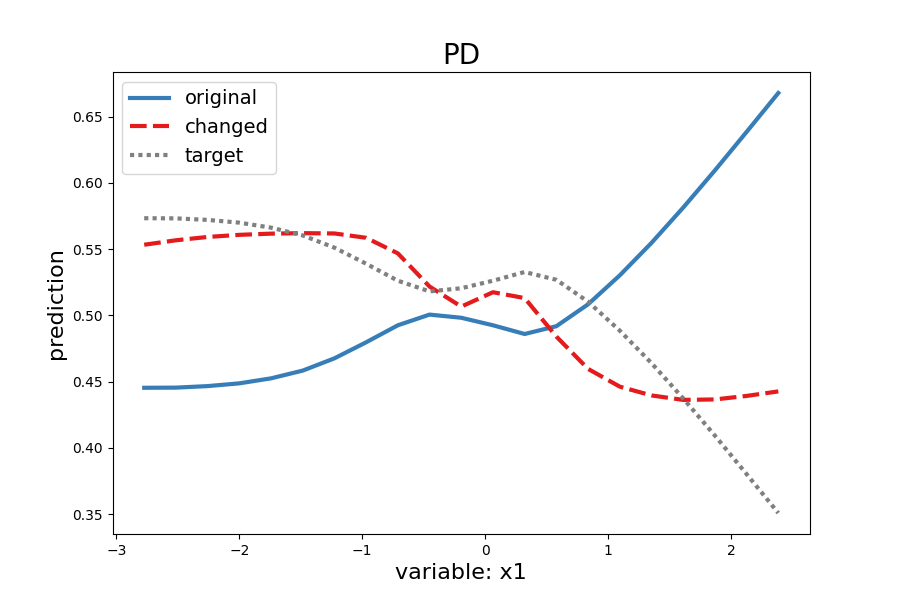 PD
original
changed
target
prediction
0.65
0.60
0.55
0.50
0.45
0.40
0.35
−3 −2 −1 0 1 2
variable: x1